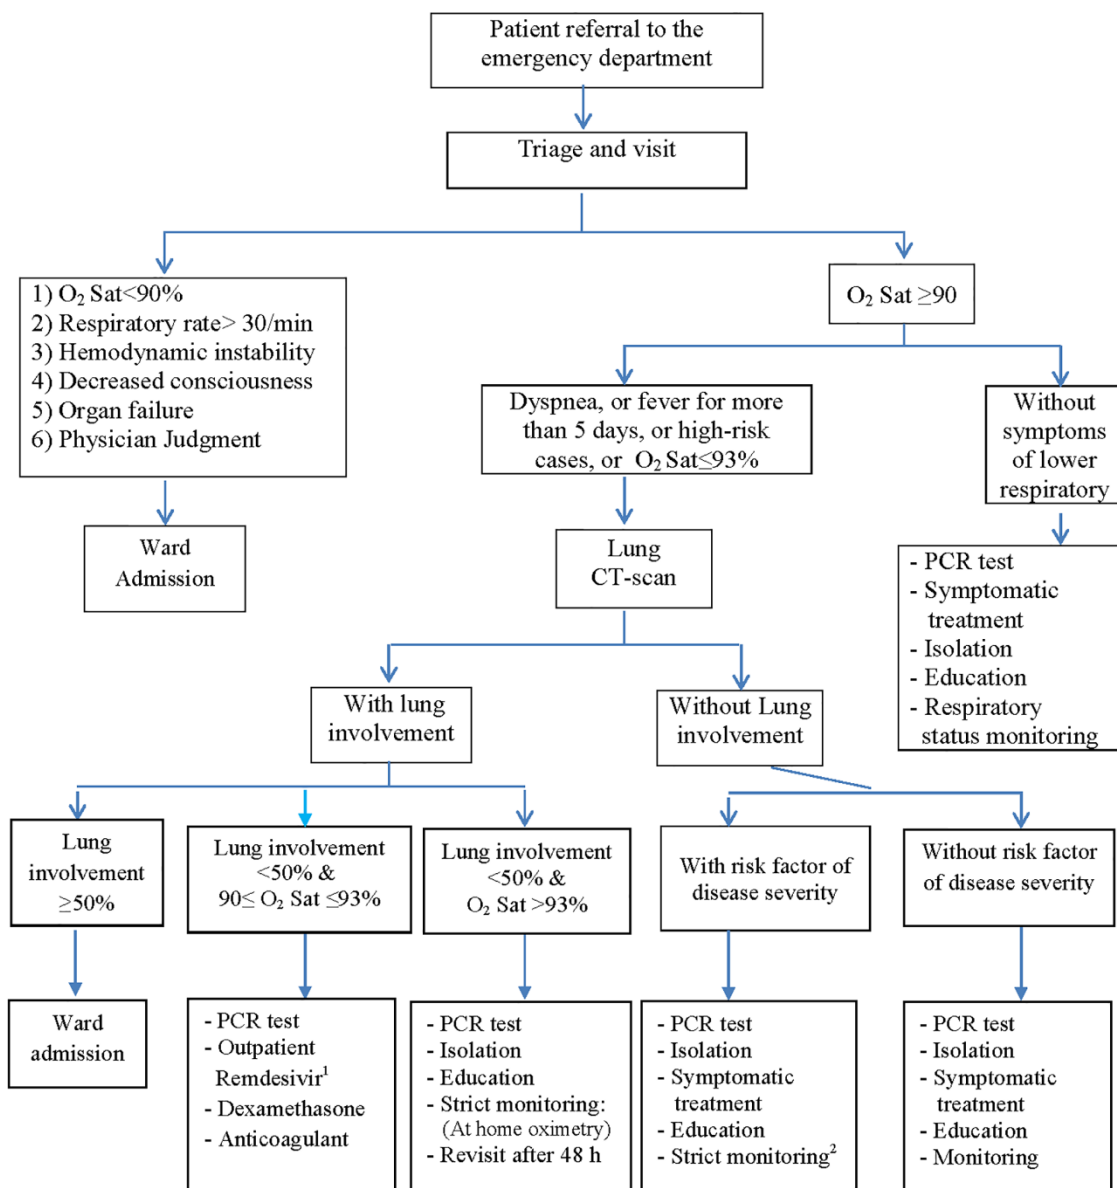 Patient referral to the
emergency department
Triage and visit
1) O₂ Sat<90%
2) Respiratory rate> 30/min
3) Hemodynamic instability
4) Decreased consciousness
5) Organ failure
6) Physician Judgment
O₂ Sat ≥90
Dyspnea, or fever for more
than 5 days, or high-risk
cases, or O₂ Sat≤93%
Without
symptoms
of lower
respiratory
Ward
Admission
Lung
CT-scan
- PCR test
- Symptomatic
treatment
- Isolation
- Education
- Respiratory
status monitoring
With lung
involvement
Without Lung
involvement
Lung
involvement
≥50%
Lung involvement
<50% &
90≤ O₂ Sat ≤93%
Lung involvement
<50% &
O₂ Sat >93%
With risk factor of
disease severity
Without risk factor
of disease severity
Ward
admission
- PCR test
- Outpatient
Remdesivir¹
- Dexamethasone
- Anticoagulant
- PCR test
- Isolation
- Education
- Strict monitoring:
(At home oximetry)
- Revisit after 48 h
- PCR test
- Isolation
- Symptomatic
treatment
- Education
- Strict monitoring²
- PCR test
- Isolation
- Symptomatic
treatment
- Education
- Monitoring